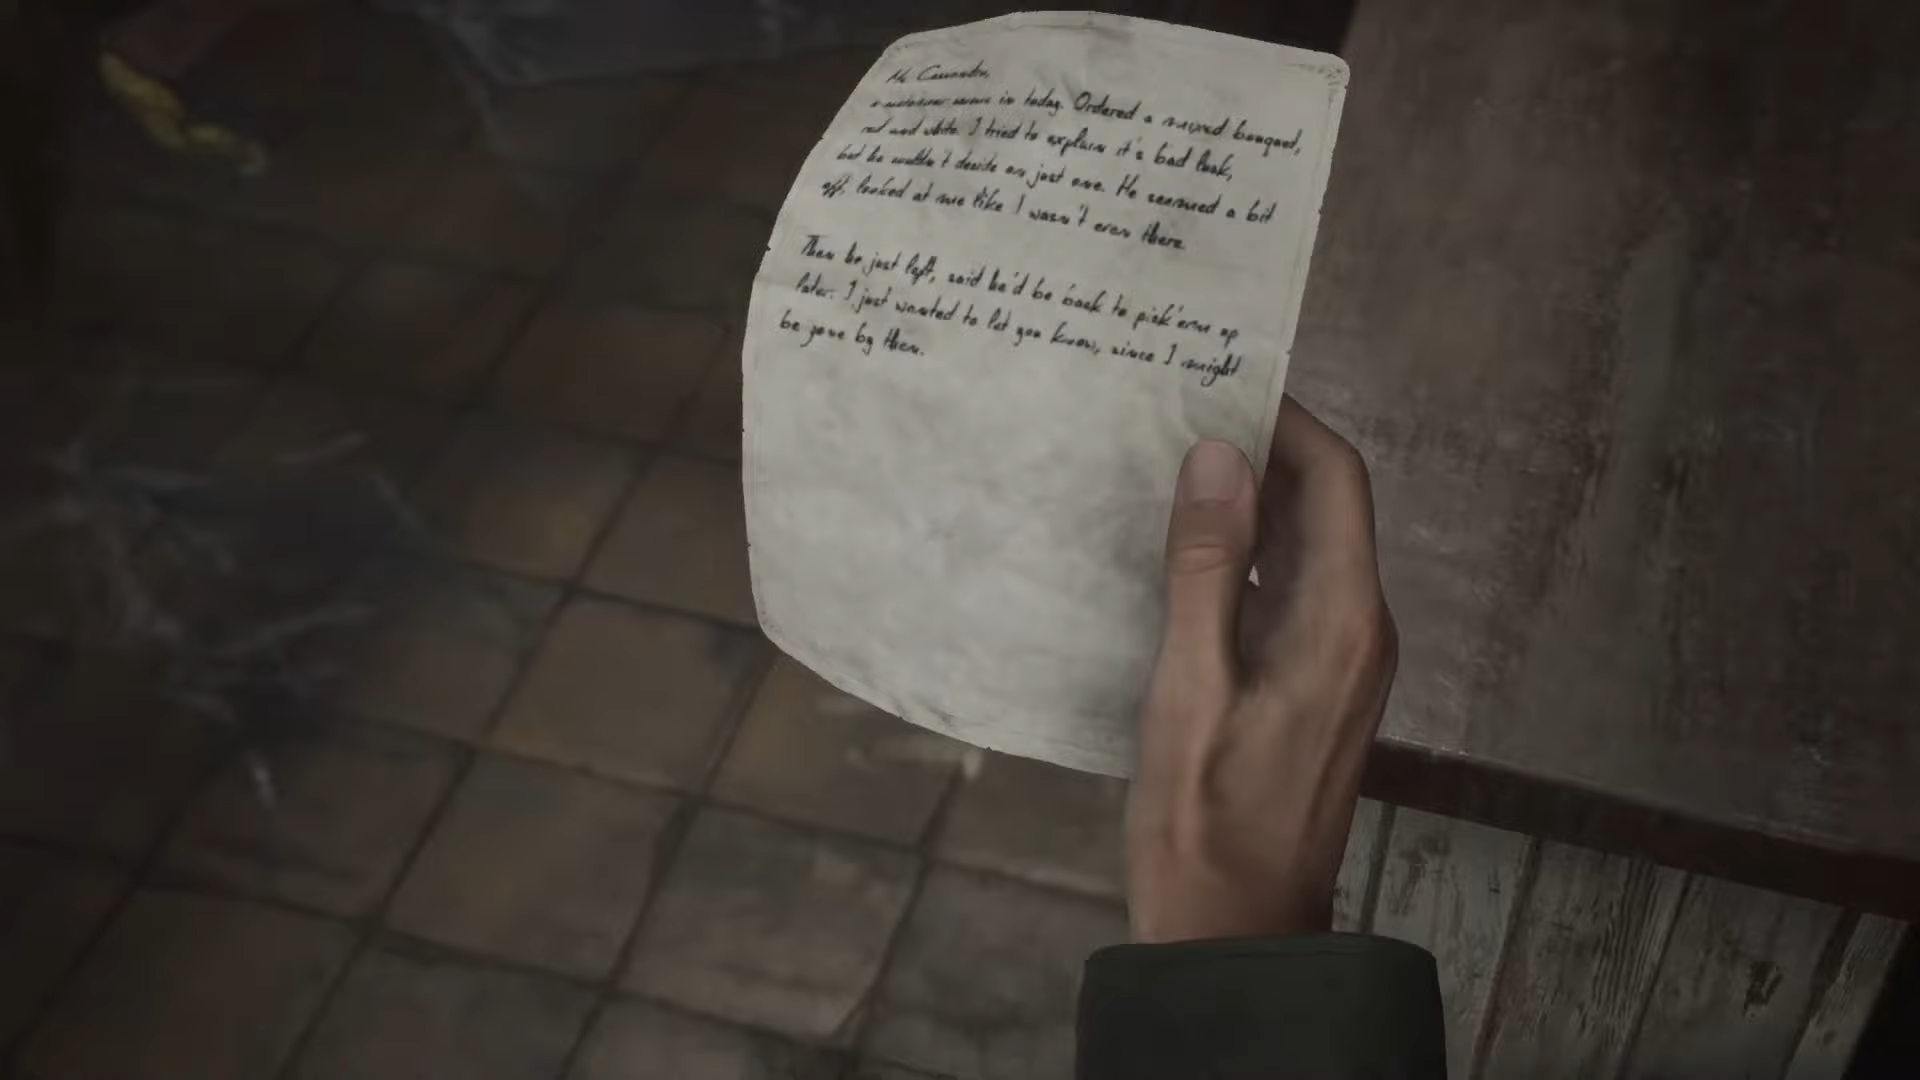 Ms Cassandra,
a customer came in today. Ordered a mixed bouquet,
red and white. I tried to explain it's bad luck,
but he couldn't decide on just one. He seemed a bit
off, looked at me like I wasn't even there.
Then he just left, said he'd be back to pick'em up
later. I just wanted to let you know, since I might
be gone by then.